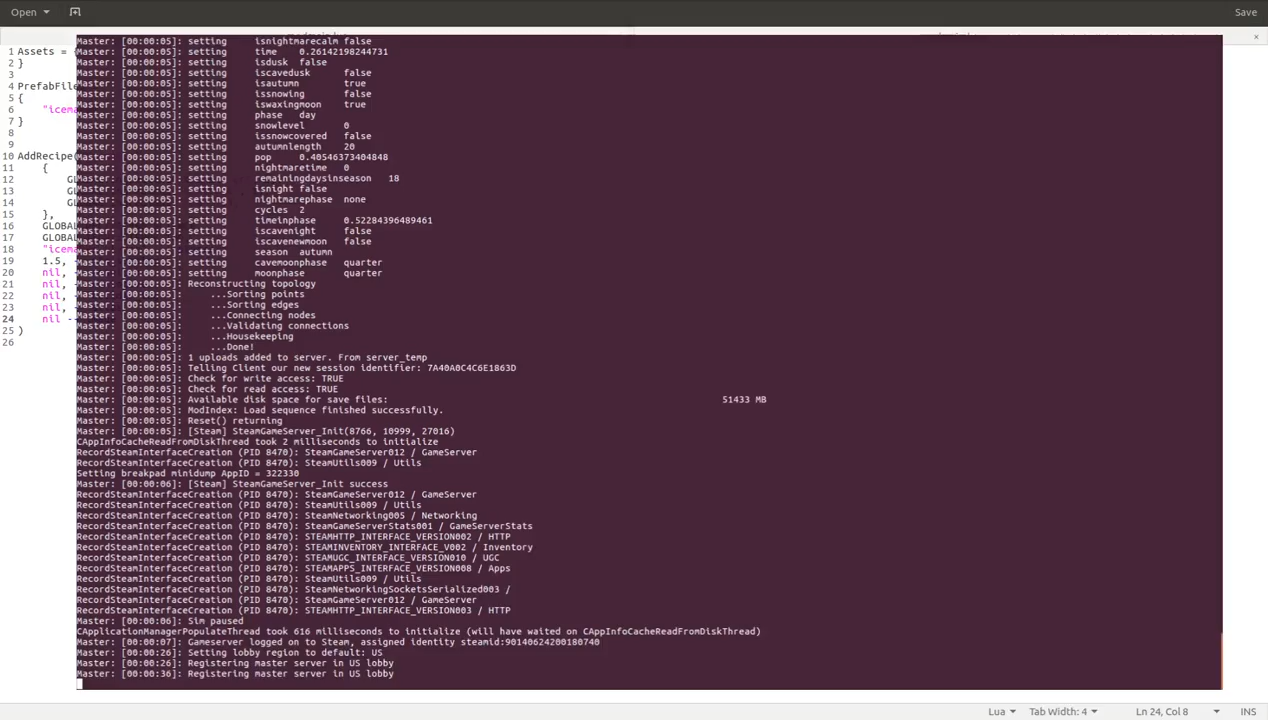 Open
Save
1 Assets =
2 }
3
4 PrefabFile
5 {
6 "icema
7 }
8
9
10 AddRecipe(
11 {
12 GL
13 GL
14 GL
15 },
16 GLOBAL
17 GLOBAL
18 "icema
19 1.5,
20 nil,
21 nil,
22 nil,
23 nil,
24 nil --
25 )
26
Master: [00:00:05]: setting isnightmarecalm false
Master: [00:00:05]: setting time 0.26142198244731
Master: [00:00:05]: setting isdusk false
Master: [00:00:05]: setting iscavedusk false
Master: [00:00:05]: setting isautumn true
Master: [00:00:05]: setting issnowing false
Master: [00:00:05]: setting iswaxingmoon true
Master: [00:00:05]: setting phase day
Master: [00:00:05]: setting snowlevel 0
Master: [00:00:05]: setting issnowcovered false
Master: [00:00:05]: setting autumnlength 20
Master: [00:00:05]: setting pop 0.40546373404848
Master: [00:00:05]: setting nightmaretime 0
Master: [00:00:05]: setting remainingdaysinseason 18
Master: [00:00:05]: setting isnight false
Master: [00:00:05]: setting nightmarephase none
Master: [00:00:05]: setting cycles 2
Master: [00:00:05]: setting timeinphase 0.52284396489461
Master: [00:00:05]: setting iscavenight false
Master: [00:00:05]: setting iscavenewmoon false
Master: [00:00:05]: setting season autumn
Master: [00:00:05]: setting cavemoonphase quarter
Master: [00:00:05]: setting moonphase quarter
Master: [00:00:05]: Reconstructing topology
Master: [00:00:05]: ...Sorting points
Master: [00:00:05]: ...Sorting edges
Master: [00:00:05]: ...Connecting nodes
Master: [00:00:05]: ...Validating connections
Master: [00:00:05]: ...Housekeeping
Master: [00:00:05]: ...Done!
Master: [00:00:05]: 1 uploads added to server. From server_temp
Master: [00:00:05]: Telling Client our new session identifier: 7A40A0C4C6E1863D
Master: [00:00:05]: Check for write access: TRUE
Master: [00:00:05]: Check for read access: TRUE
Master: [00:00:05]: Available disk space for save files: 51433 MB
Master: [00:00:05]: ModIndex: Load sequence finished successfully.
Master: [00:00:05]: Reset() returning
Master: [00:00:05]: [Steam] SteamGameServer_Init(8766, 10999, 27016)
CAppInfoCacheReadFromDiskThread took 2 milliseconds to initialize
RecordSteamInterfaceCreation (PID 8470): SteamGameServer012 / GameServer
RecordSteamInterfaceCreation (PID 8470): SteamUtils009 / Utils
Setting breakpad minidump AppID = 322330
Master: [00:00:06]: [Steam] SteamGameServer_Init success
RecordSteamInterfaceCreation (PID 8470): SteamGameServer012 / GameServer
RecordSteamInterfaceCreation (PID 8470): SteamUtils009 / Utils
RecordSteamInterfaceCreation (PID 8470): SteamNetworking005 / Networking
RecordSteamInterfaceCreation (PID 8470): SteamGameServerStats001 / GameServerStats
RecordSteamInterfaceCreation (PID 8470): STEAMHTTP_INTERFACE_VERSION002 / HTTP
RecordSteamInterfaceCreation (PID 8470): STEAMINVENTORY_INTERFACE_V002 / Inventory
RecordSteamInterfaceCreation (PID 8470): STEAMUGC_INTERFACE_VERSION010 / UGC
RecordSteamInterfaceCreation (PID 8470): STEAMAPPS_INTERFACE_VERSION008 / Apps
RecordSteamInterfaceCreation (PID 8470): SteamUtils009 / Utils
RecordSteamInterfaceCreation (PID 8470): SteamNetworkingSocketsSerialized003 /
RecordSteamInterfaceCreation (PID 8470): SteamGameServer012 / GameServer
RecordSteamInterfaceCreation (PID 8470): STEAMHTTP_INTERFACE_VERSION003 / HTTP
Master: [00:00:06]: Sim paused
CApplicationManagerPopulateThread took 616 milliseconds to initialize (will have waited on CAppInfoCacheReadFromDiskThread)
Master: [00:00:07]: Gameserver logged on to Steam, assigned identity steamid:90140624200180740
Master: [00:00:26]: Setting lobby region to default: US
Master: [00:00:26]: Registering master server in US lobby
Master: [00:00:36]: Registering master server in US lobby
Lua
Tab Width: 4
Ln 24, Col 8
INS